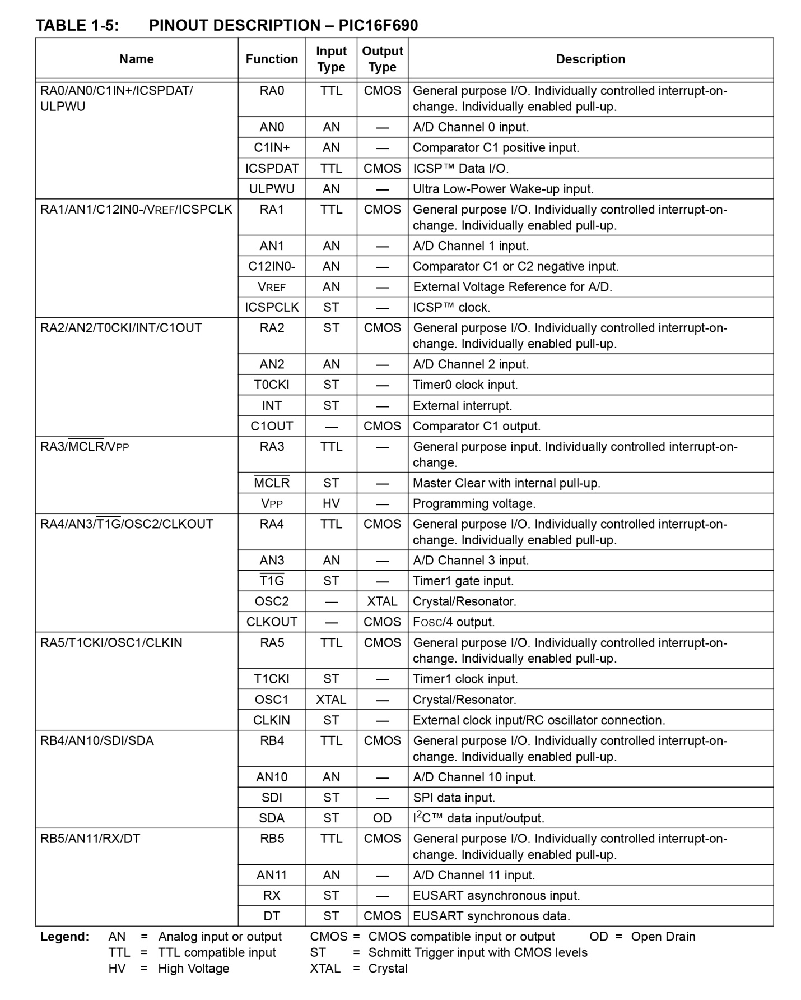 TABLE 1-5: PINOUT DESCRIPTION – PIC16F690
Name Function Input Type Output Type Description
RA0/AN0/C1IN+/ICSPDAT/ULPWU RA0 TTL CMOS General purpose I/O. Individually controlled interrupt-on-
change. Individually enabled pull-up.
AN0 AN — A/D Channel 0 input.
C1IN+ AN — Comparator C1 positive input.
ICSPDAT TTL CMOS ICSP™ Data I/O.
ULPWU AN — Ultra Low-Power Wake-up input.
RA1/AN1/C12IN0-/VREF/ICSPCLK RA1 TTL CMOS General purpose I/O. Individually controlled interrupt-on-
change. Individually enabled pull-up.
AN1 AN — A/D Channel 1 input.
C12IN0- AN — Comparator C1 or C2 negative input.
VREF AN — External Voltage Reference for A/D.
ICSPCLK ST — ICSP™ clock.
RA2/AN2/T0CKI/INT/C1OUT RA2 ST CMOS General purpose I/O. Individually controlled interrupt-on-
change. Individually enabled pull-up.
AN2 AN — A/D Channel 2 input.
T0CKI ST — Timer0 clock input.
INT ST — External interrupt.
C1OUT — CMOS Comparator C1 output.
RA3/MCLR/VPP RA3 TTL — General purpose input. Individually controlled interrupt-on-
change.
MCLR ST — Master Clear with internal pull-up.
VPP HV — Programming voltage.
RA4/AN3/T1G/OSC2/CLKOUT RA4 TTL CMOS General purpose I/O. Individually controlled interrupt-on-
change. Individually enabled pull-up.
AN3 AN — A/D Channel 3 input.
T1G ST — Timer1 gate input.
OSC2 — XTAL Crystal/Resonator.
CLKOUT — CMOS FOSC/4 output.
RA5/T1CKI/OSC1/CLKIN RA5 TTL CMOS General purpose I/O. Individually controlled interrupt-on-
change. Individually enabled pull-up.
T1CKI ST — Timer1 clock input.
OSC1 XTAL — Crystal/Resonator.
CLKIN ST — External clock input/RC oscillator connection.
RB4/AN10/SDI/SDA RB4 TTL CMOS General purpose I/O. Individually controlled interrupt-on-
change. Individually enabled pull-up.
AN10 AN — A/D Channel 10 input.
SDI ST — SPI data input.
SDA ST OD I²C™ data input/output.
RB5/AN11/RX/DT RB5 TTL CMOS General purpose I/O. Individually controlled interrupt-on-
change. Individually enabled pull-up.
AN11 AN — A/D Channel 11 input.
RX ST — EUSART asynchronous input.
DT ST CMOS EUSART synchronous data.
Legend: AN = Analog input or output CMOS = CMOS compatible input or output OD = Open Drain
TTL = TTL compatible input ST = Schmitt Trigger input with CMOS levels
HV = High Voltage XTAL = Crystal